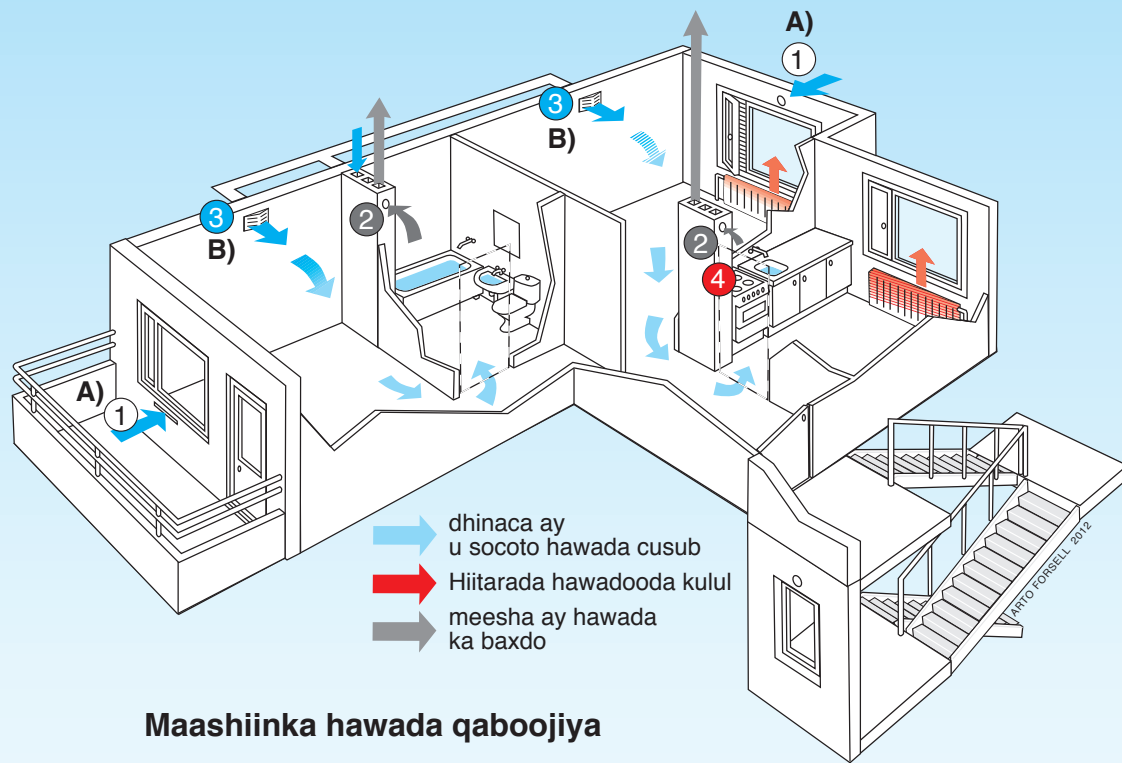 A)
1
3
B)
2
3
B)
2
4
A)
1
dhinaca ay
u socoto hawada cusub
Hiitarada hawadooda kulul
meesha ay hawada
ka baxdo
ARTO FORSELL 2012
Maashiinka hawada qaboojiya